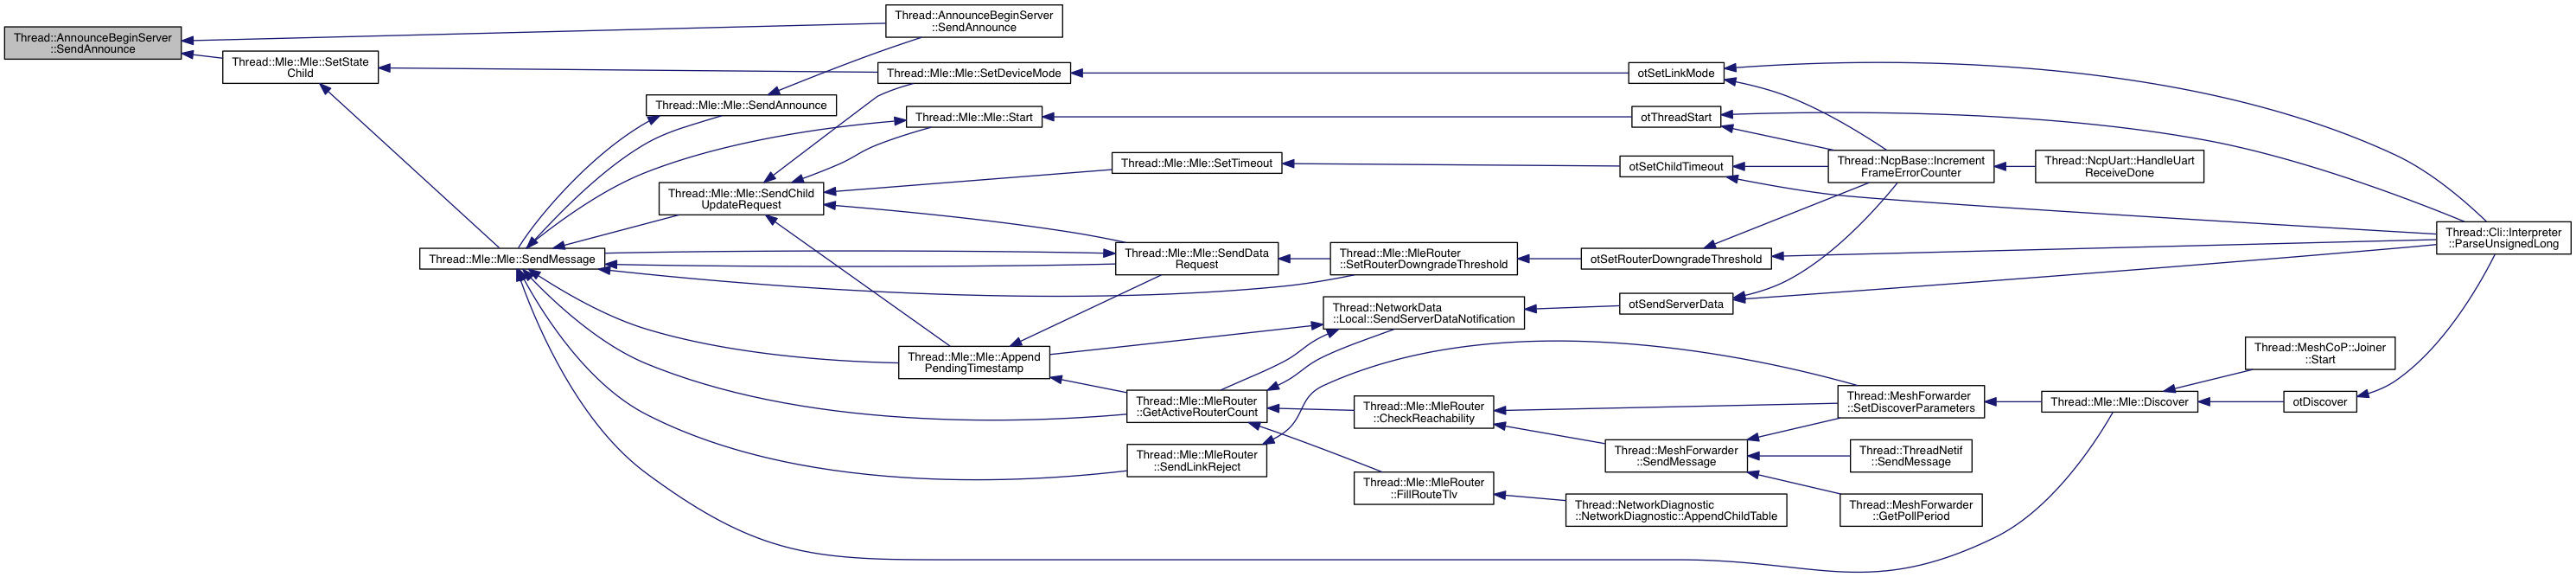 Thread::AnnounceBeginServer
::SendAnnounce
Thread::Mle::Mle::SetState
Child
Thread::Mle::Mle::SendMessage
Thread::Mle::Mle::SendAnnounce
Thread::Mle::Mle::SendChild
UpdateRequest
Thread::AnnounceBeginServer
::SendAnnounce
Thread::Mle::Mle::SetDeviceMode
Thread::Mle::Mle::Start
Thread::Mle::Mle::SetTimeout
Thread::Mle::Mle::SendData
Request
Thread::Mle::Mle::Append
PendingTimestamp
Thread::Mle::MleRouter
::GetActiveRouterCount
Thread::Mle::MleRouter
::SendLinkReject
Thread::Mle::MleRouter
::SetRouterDowngradeThreshold
Thread::NetworkData
::Local::SendServerDataNotification
Thread::Mle::MleRouter
::CheckReachability
Thread::Mle::MleRouter
::FillRouteTlv
otSetLinkMode
otThreadStart
otSetChildTimeout
otSetRouterDowngradeThreshold
otSendServerData
Thread::MeshForwarder
::SendMessage
Thread::NetworkDiagnostic
::NetworkDiagnostic::AppendChildTable
Thread::NcpBase::Increment
FrameErrorCounter
Thread::MeshForwarder
::SetDiscoverParameters
Thread::ThreadNetif
::SendMessage
Thread::MeshForwarder
::GetPollPeriod
Thread::NcpUart::HandleUart
ReceiveDone
Thread::Mle::Mle::Discover
Thread::MeshCoP::Joiner
::Start
otDiscover
Thread::Cli::Interpreter
::ParseUnsignedLong